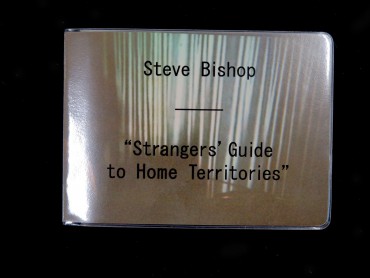 Steve Bishop
“Strangers’ Guide
to Home Territories”